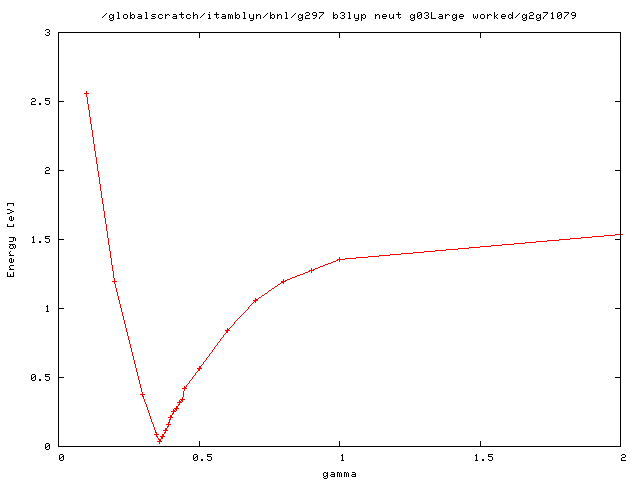 /globalscratch/itamblyn/bnl/g297 b3lyp neut g03Large worked/g2g71079
3
2.5
2
1.5
1
0.5
0
Energy [eV]
0 0.5 1 1.5 2
gamma